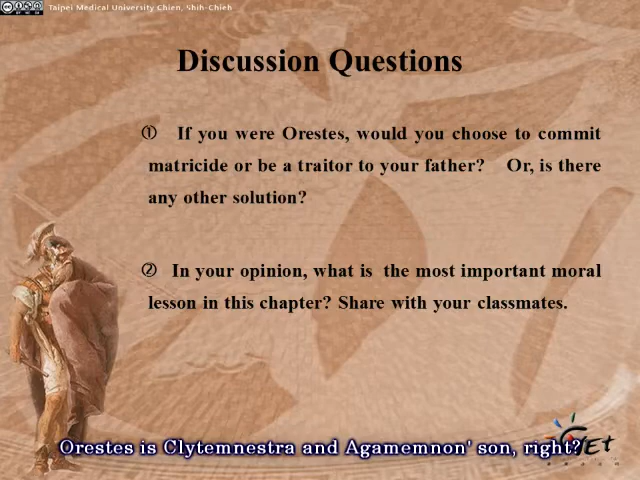 Taipei Medical University Chien, Shih-Chieh
Discussion Questions
① If you were Orestes, would you choose to commit
matricide or be a traitor to your father? Or, is there
any other solution?
② In your opinion, what is the most important moral
lesson in this chapter? Share with your classmates.
Orestes is Clytemnestra and Agamemnon' son, right?